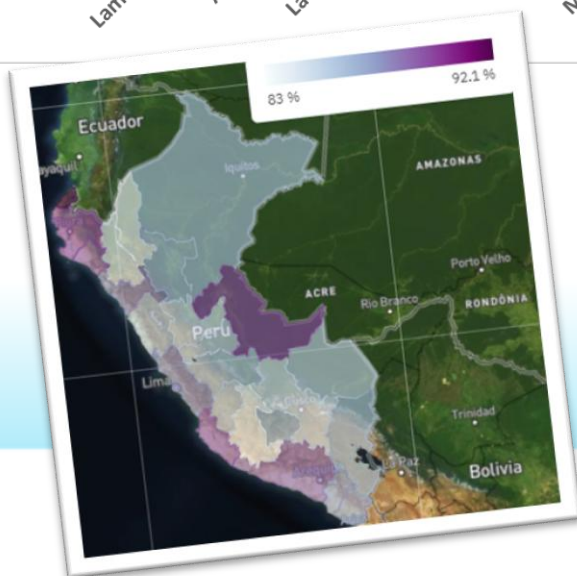 83 %
92.1 %
Ecuador
Iquitos
AMAZONAS
Porto Velho
ACRE
Rio Branco
RONDÔNIA
Perú
Lima
Trinidad
La Paz
Bolivia